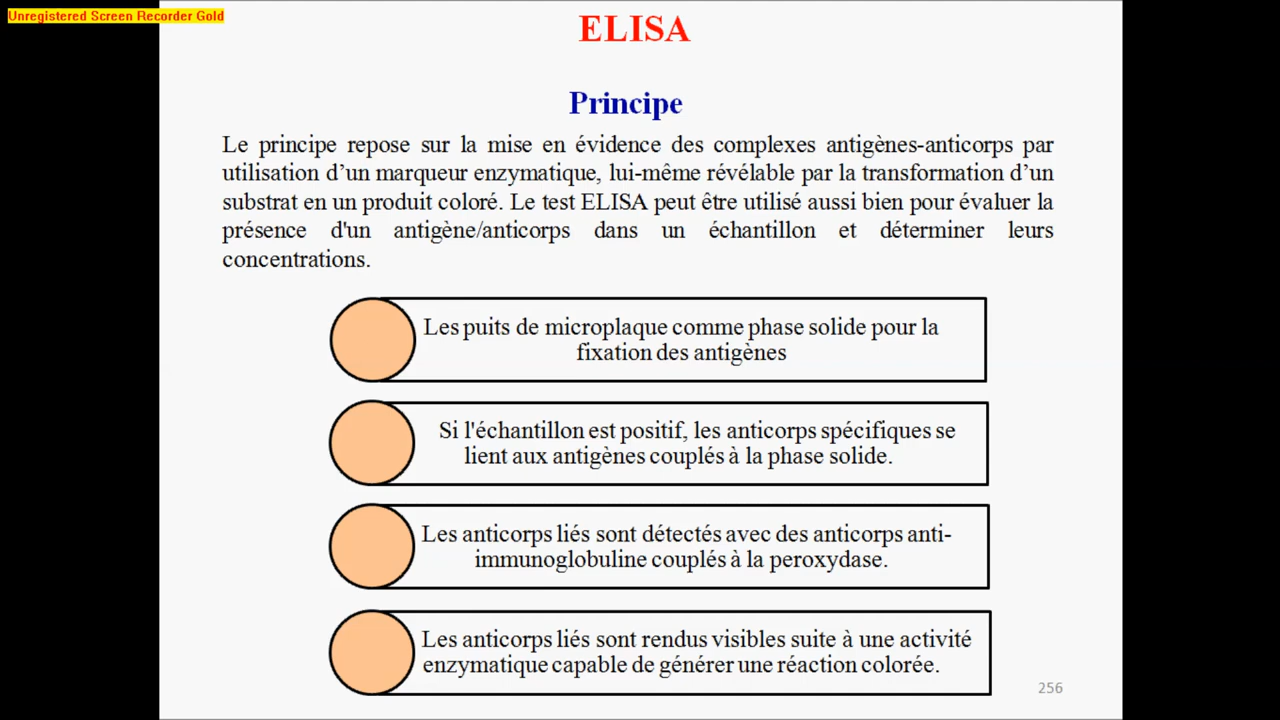 Unregistered Screen Recorder Gold
ELISA
Principe
Le principe repose sur la mise en évidence des complexes antigènes-anticorps par
utilisation d’un marqueur enzymatique, lui-même révélable par la transformation d’un
substrat en un produit coloré. Le test ELISA peut être utilisé aussi bien pour évaluer la
présence d'un antigène/anticorps dans un échantillon et déterminer leurs
concentrations.
Les puits de microplaque comme phase solide pour la
fixation des antigènes
Si l'échantillon est positif, les anticorps spécifiques se
lient aux antigènes couplés à la phase solide.
Les anticorps liés sont détectés avec des anticorps anti-
immunoglobuline couplés à la peroxydase.
Les anticorps liés sont rendus visibles suite à une activité
enzymatique capable de générer une réaction colorée.
256